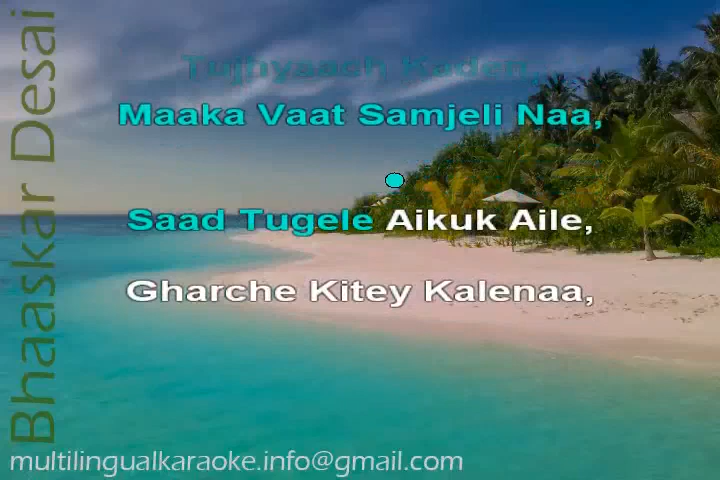 Bhaaskar Desai
Tujhyaach Kaden,
Maaka Vaat Samjeli Naa,
Saad Tugele Aikuk Aile,
Gharche Kitey Kalenaa,
multilingualkaraoke.info@gmail.com